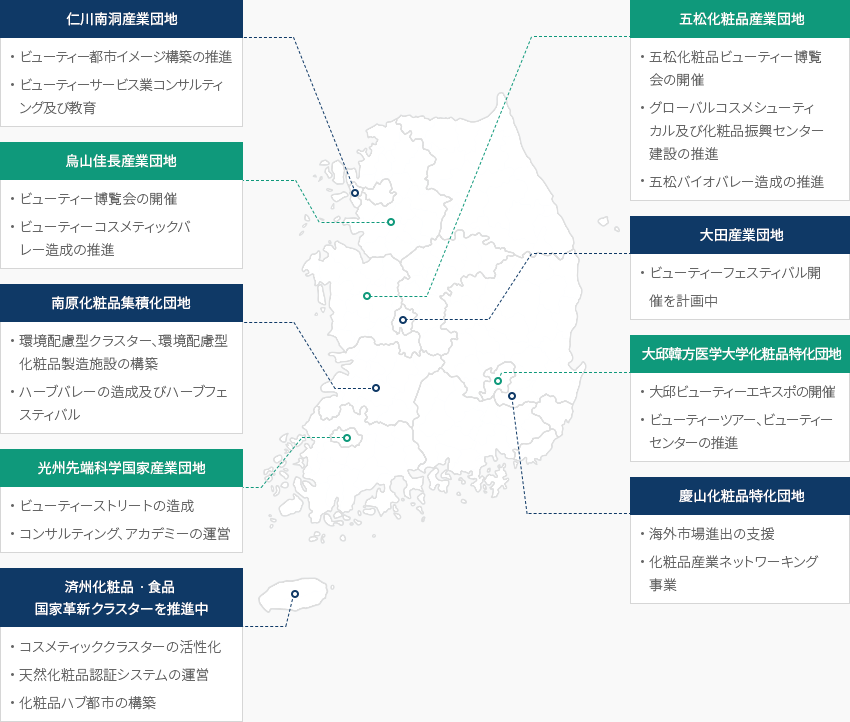 仁川南洞産業団地
・ビューティー都市イメージ構築の推進
・ビューティーサービス業コンサルティ
ング及び教育
烏山佳長産業団地
・ビューティー博覧会の開催
・ビューティーコスメティックバ
レー造成の推進
南原化粧品集積化団地
・環境配慮型クラスター、環境配慮型
化粧品製造施設の構築
・ハーブバレーの造成及びハーブフェ
スティバル
光州先端科学国家産業団地
・ビューティーストリートの造成
・コンサルティング、アカデミーの運営
済州化粧品・食品
国家革新クラスターを推進中
・コスメティッククラスターの活性化
・天然化粧品認証システムの運営
・化粧品ハブ都市の構築
五松化粧品産業団地
・五松化粧品ビューティー博覧
会の開催
・グローバルコスメシューティ
カル及び化粧品振興センター
建設の推進
・五松バイオバレー造成の推進
大田産業団地
・ビューティーフェスティバル開
催を計画中
大邱韓方医学大学化粧品特化団地
・大邱ビューティーエキスポの開催
・ビューティーツアー、ビューティー
センターの推進
慶山化粧品特化団地
・海外市場進出の支援
・化粧品産業ネットワーキング
事業